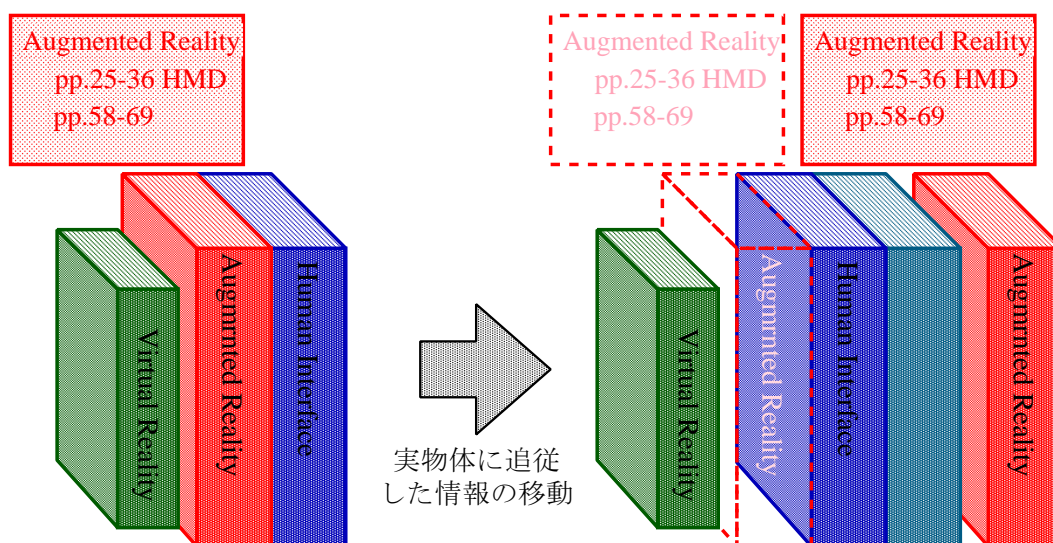 Augmented Reality
pp.25-36 HMD
pp.58-69
Virtual Reality
Augmrnted Reality
Human Interface
実物体に追従
した情報の移動
Augmented Reality
pp.25-36 HMD
pp.58-69
Augmented Reality
pp.25-36 HMD
pp.58-69
Virtual Reality
Augmrnted Reality
Human Interface
Augmrnted Reality